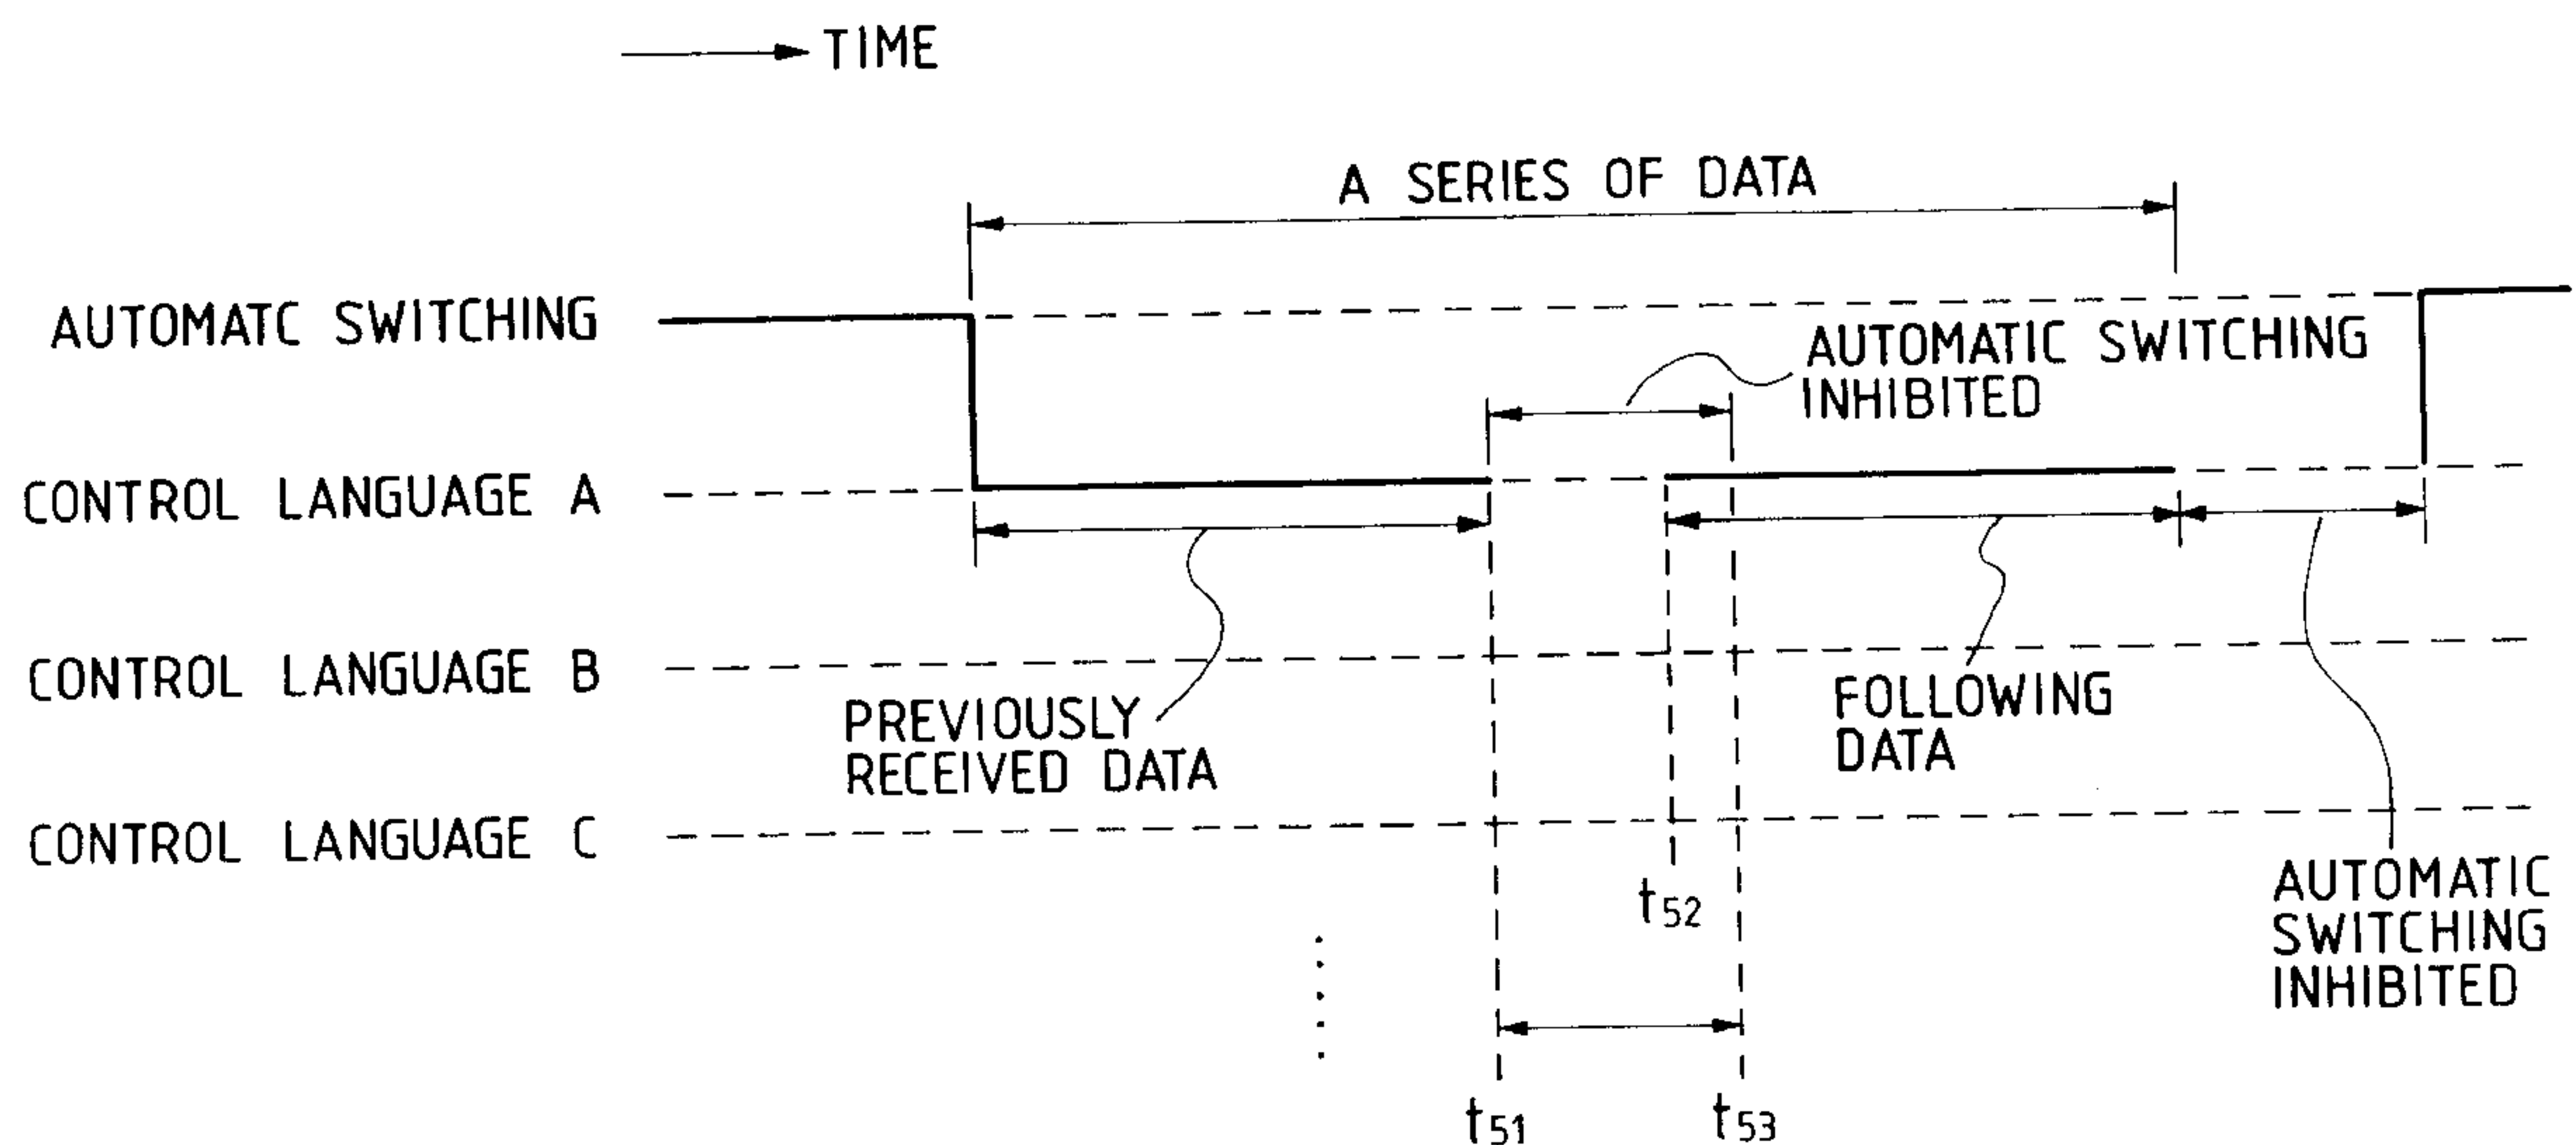 TIME
A SERIES OF DATA
AUTOMATC SWITCHING
AUTOMATIC SWITCHING
INHIBITED
CONTROL LANGUAGE A
CONTROL LANGUAGE B
PREVIOUSLY
RECEIVED DATA
FOLLOWING
DATA
CONTROL LANGUAGE C
AUTOMATIC
SWITCHING
INHIBITED
t52
t51
t53